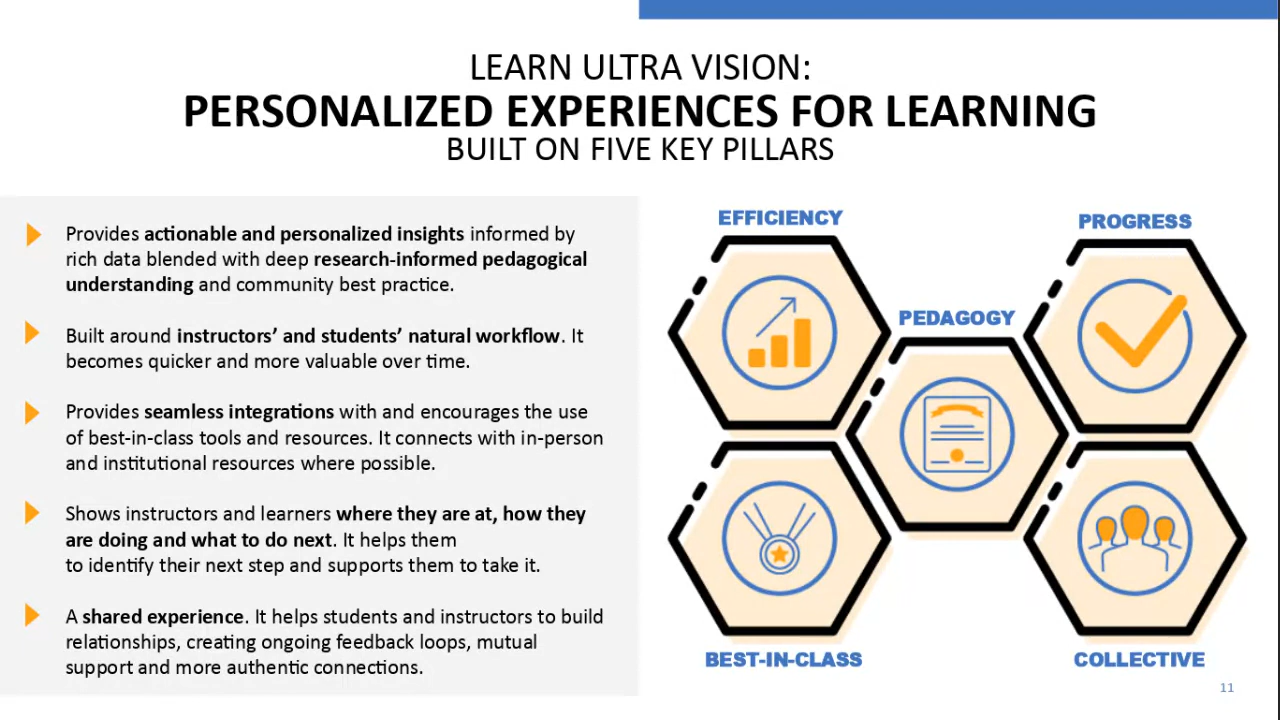 LEARN ULTRA VISION:
PERSONALIZED EXPERIENCES FOR LEARNING
BUILT ON FIVE KEY PILLARS
Provides actionable and personalized insights informed by
rich data blended with deep research-informed pedagogical
understanding and community best practice.
Built around instructors’ and students’ natural workflow. It
becomes quicker and more valuable over time.
Provides seamless integrations with and encourages the use
of best-in-class tools and resources. It connects with in-person
and institutional resources where possible.
Shows instructors and learners where they are at, how they
are doing and what to do next. It helps them
to identify their next step and supports them to take it.
A shared experience. It helps students and instructors to build
relationships, creating ongoing feedback loops, mutual
support and more authentic connections.
EFFICIENCY
PROGRESS
PEDAGOGY
BEST-IN-CLASS
COLLECTIVE
11